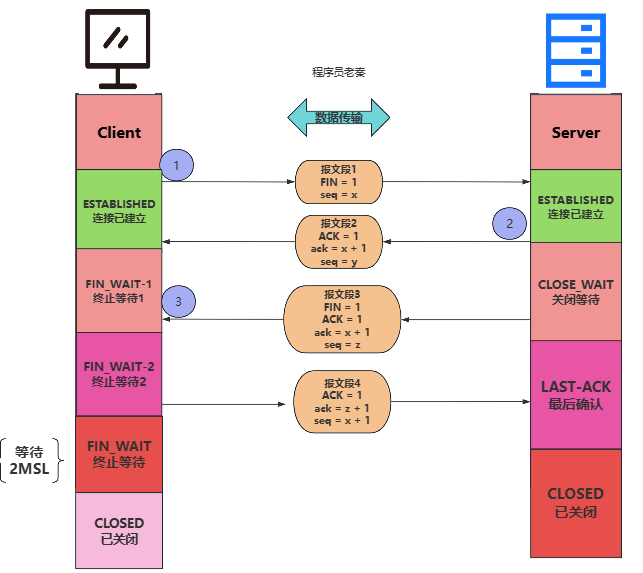 程序员老秦
数据传输
Client
Server
1
报文段1
FIN = 1
seq = x
ESTABLISHED
连接已建立
ESTABLISHED
连接已建立
2
报文段2
ACK = 1
ack = x + 1
seq = y
FIN_WAIT-1
终止等待1
CLOSE_WAIT
关闭等待
3
报文段3
FIN = 1
ACK = 1
ack = x + 1
seq = z
FIN_WAIT-2
终止等待2
报文段4
ACK = 1
ack = z + 1
seq = x + 1
LAST-ACK
最后确认
等待
2MSL
FIN_WAIT
终止等待
CLOSED
已关闭
CLOSED
已关闭